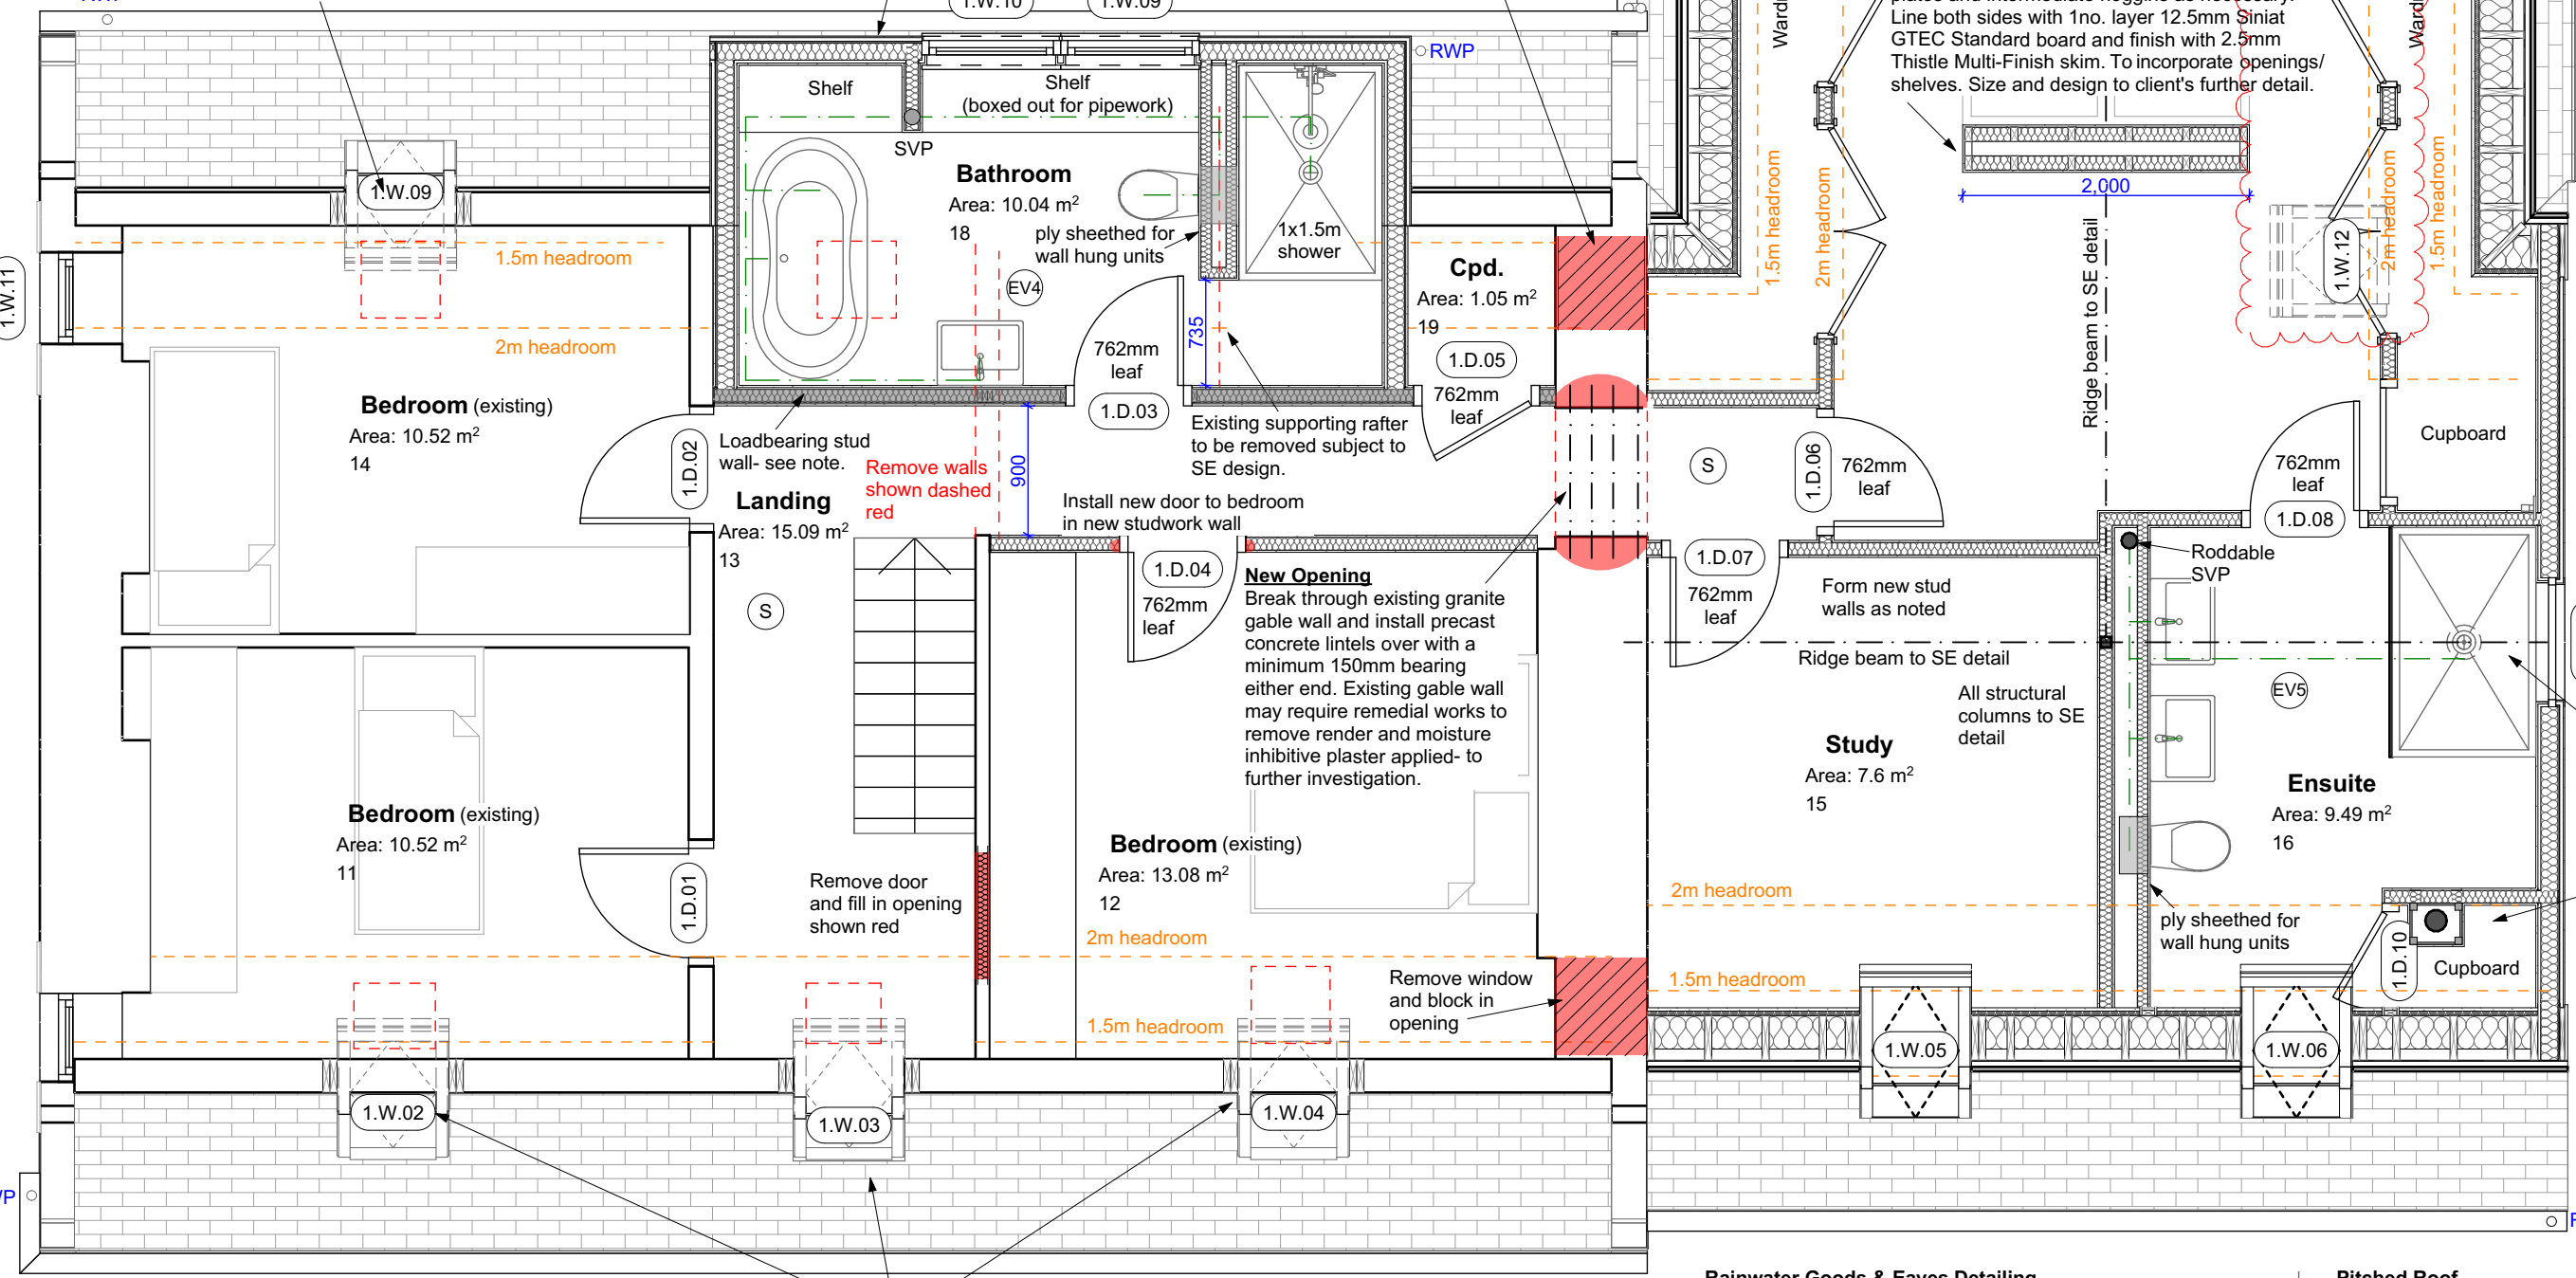 1.W.10
1.W.09
plates and intermediate noggins as necessary.
Line both sides with 1no. layer 12.5mm Siniat
GTEC Standard board and finish with 2.5mm
Thistle Multi-Finish skim. To incorporate openings/
shelves. Size and design to client's further detail.
RWP
Shelf
Shelf
(boxed out for pipework)
SVP
Bathroom
Area: 10.04 m²
18
ply sheethed for
wall hung units
1x1.5m
shower
EV4
735
762mm
leaf
1.D.03
1.W.09
1.W.11
1.5m headroom
2m headroom
Bedroom (existing)
Area: 10.52 m²
14
1.D.02
Cpd.
Area: 1.05 m²
19
1.D.05
762mm
leaf
1.5m headroom
2m headroom
2,000
Ridge beam to SE detail
1.W.12
2m headroom
1.5m headroom
Loadbearing stud
wall- see note.
Remove walls
shown dashed
red
900
Existing supporting rafter
to be removed subject to
SE design.
Landing
Area: 15.09 m²
13
S
Install new door to bedroom
in new studwork wall
S
1.D.06
762mm
leaf
Cupboard
762mm
leaf
1.D.08
1.D.04
762mm
leaf
New Opening
Break through existing granite
gable wall and install precast
concrete lintels over with a
minimum 150mm bearing
either end. Existing gable wall
may require remedial works to
remove render and moisture
inhibitive plaster applied- to
further investigation.
1.D.07
762mm
leaf
Form new stud
walls as noted
Roddable
SVP
Ridge beam to SE detail
All structural
columns to SE
detail
EV5
Study
Area: 7.6 m²
15
Ensuite
Area: 9.49 m²
16
Bedroom (existing)
Area: 10.52 m²
11
1.D.01
Remove door
and fill in opening
shown red
Bedroom (existing)
Area: 13.08 m²
12
2m headroom
1.5m headroom
Remove window
and block in
opening
2m headroom
1.5m headroom
ply sheethed for
wall hung units
1.D.10
Cupboard
1.W.02
1.W.03
1.W.04
1.W.05
1.W.06
Rainwater Goods & Eaves Detailing
Pitched Roof